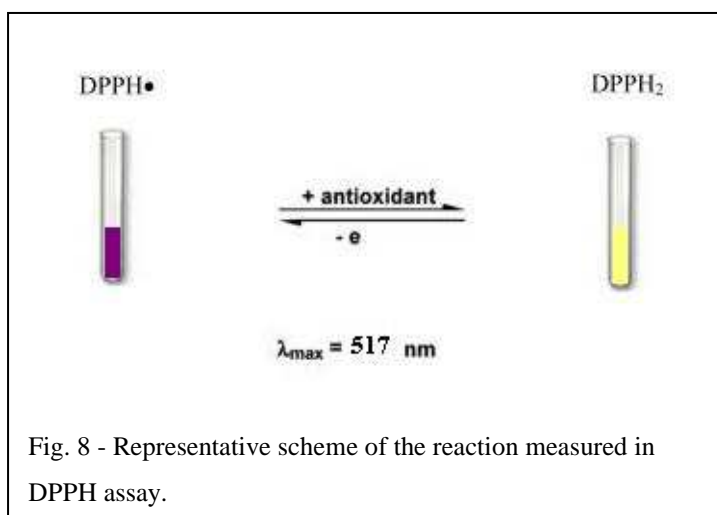 DPPH•
DPPH₂
+ antioxidant
- e
λmax = 517 nm
Fig. 8 - Representative scheme of the reaction measured in
DPPH assay.